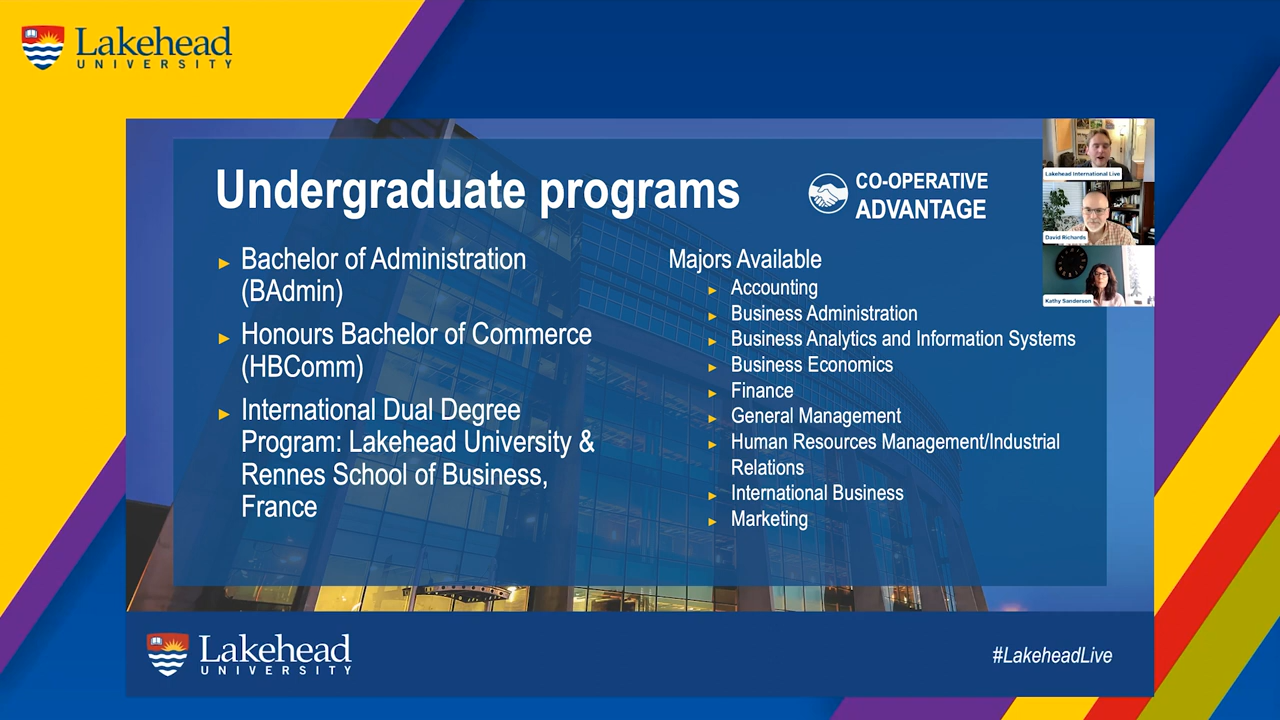 Lakehead
UNIVERSITY
Undergraduate programs
CO-OPERATIVE
ADVANTAGE
Bachelor of Administration
(BAdmin)
Honours Bachelor of Commerce
(HBComm)
International Dual Degree
Program: Lakehead University &
Rennes School of Business,
France
Majors Available
Accounting
Business Administration
Business Analytics and Information Systems
Business Economics
Finance
General Management
Human Resources Management/Industrial
Relations
International Business
Marketing
Lakehead International Live
David Richards
Kathy Sanderson
Lakehead
UNIVERSITY
#LakeheadLive